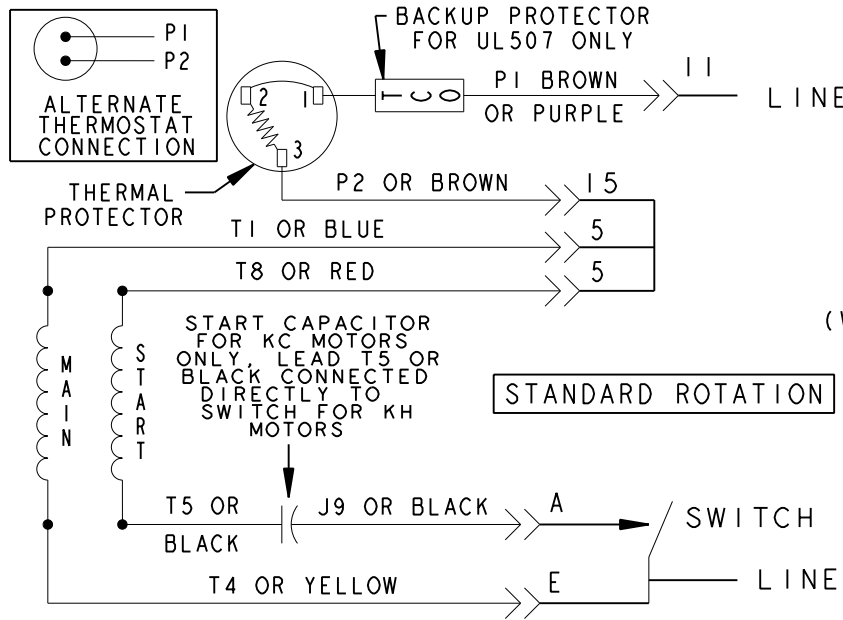 BACKUP PROTECTOR
FOR UL507 ONLY
P1
P2
ALTERNATE
THERMOSTAT
CONNECTION
2
1
3
TCO
P1 BROWN
OR PURPLE
11
LINE
THERMAL
PROTECTOR
P2 OR BROWN
15
T1 OR BLUE
5
T8 OR RED
5
START CAPACITOR
FOR KC MOTORS
ONLY, LEAD T5 OR
BLACK CONNECTED
DIRECTLY TO
SWITCH FOR KH
MOTORS
MAIN
START
STANDARD ROTATION
T5 OR
BLACK
J9 OR BLACK
A
SWITCH
T4 OR YELLOW
E
LINE